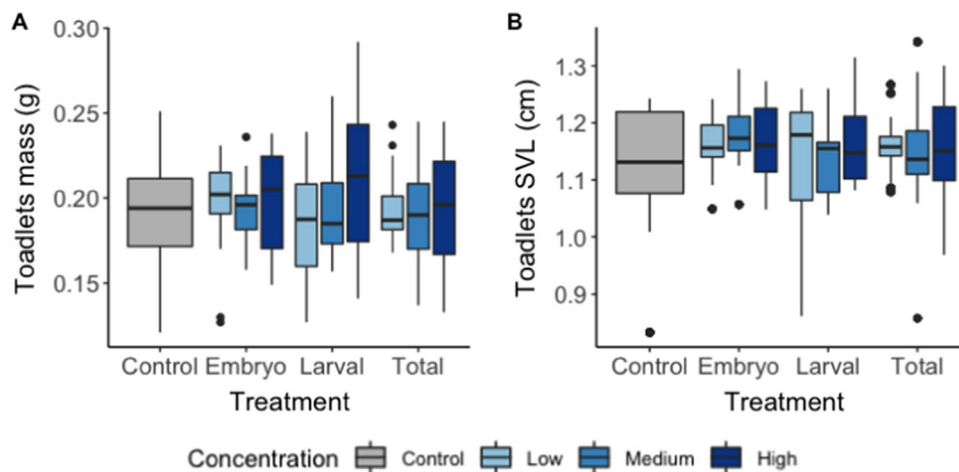 A
B
Toadlets mass (g)
0.30
0.25
0.20
0.15
Control Embryo Larval Total
Treatment
Toadlets SVL (cm)
1.3
1.2
1.1
1.0
0.9
Control Embryo Larval Total
Treatment
Concentration Control Low Medium High